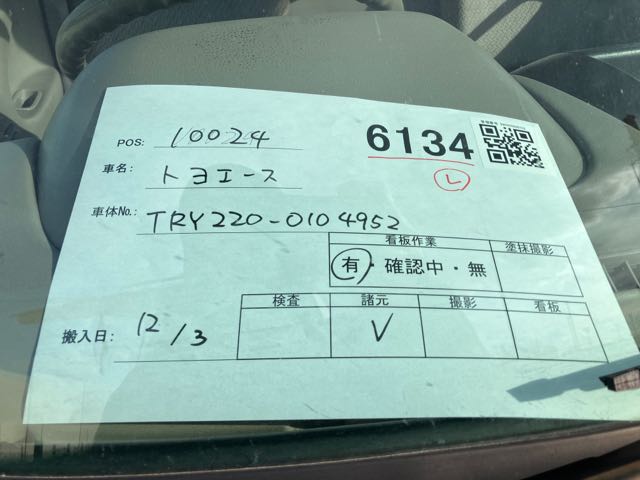 POS: 10024
6134
L
車名: トヨエース
車体No.: TRY220-0104952
看板作業 塗抹撮影
有・確認中・無
検査 諸元 撮影 看板
搬入日: 12/3 V